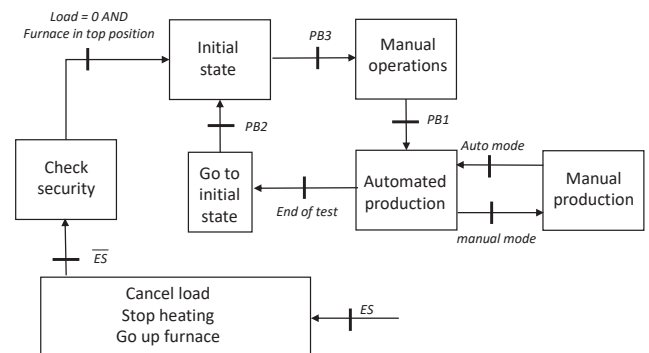 Load = 0 AND
Furnace in top position
Initial
state
PB3
Manual
operations
PB2
PB1
Check
security
Go to
initial
state
End of test
Automated
production
Auto mode
manual mode
Manual
production
E̅S̅
Cancel load
Stop heating
Go up furnace
ES